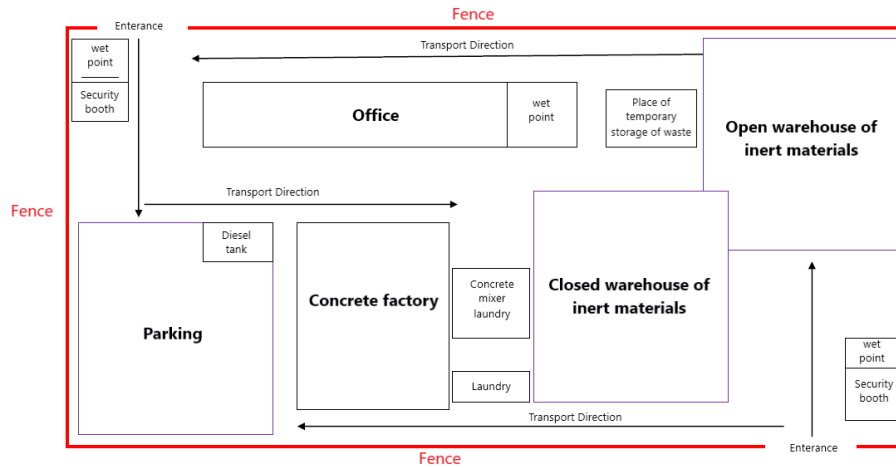 Fence
Enterance
wet
point
Security
booth
Transport Direction
Office
wet
point
Place of
temporary
storage of waste
Open warehouse of
inert materials
Transport Direction
Fence
Diesel
tank
Parking
Concrete factory
Concrete
mixer
laundry
Closed warehouse of
inert materials
Laundry
wet
point
Security
booth
Transport Direction
Enterance
Fence